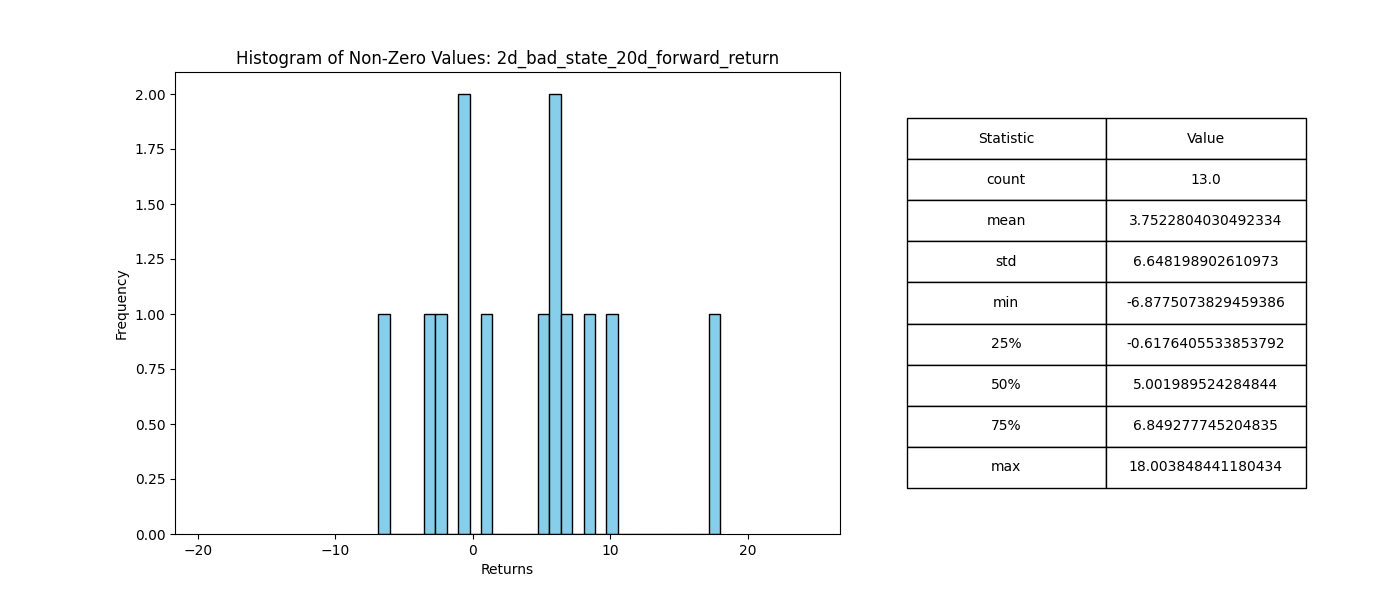 Histogram of Non-Zero Values: 2d_bad_state_20d_forward_return
2.00
1.75
1.50
1.25
1.00
0.75
0.50
0.25
0.00
Frequency
−20
−10
0
10
20
Returns
Statistic Value
count 13.0
mean 3.7522804030492334
std 6.648198902610973
min -6.8775073829459386
25% -0.6176405533853792
50% 5.001989524284844
75% 6.849277745204835
max 18.003848441180434